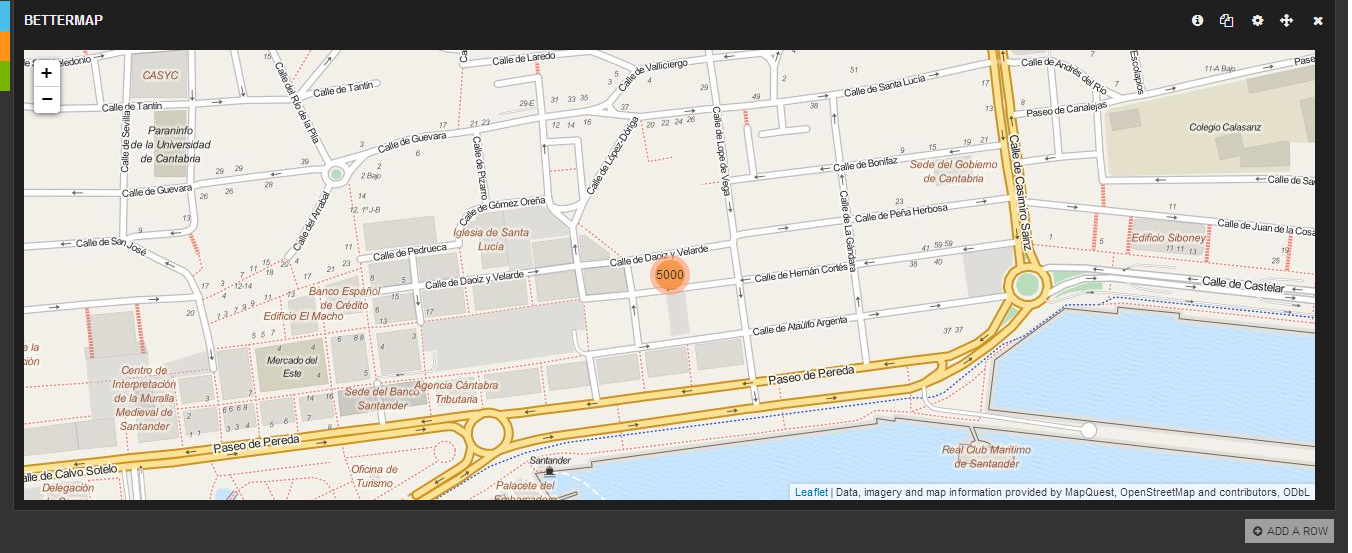 BETTERMAP
+
−
CASYC
Calle de Tantín
Calle de Tantín
Calle del Río de la Pila
Calle de Sevilla
Paraninfo
de la Universidad
de Cantabria
Calle de Guevara
Calle de Guevara
Calle del Arrabal
Calle de San José
Calle de Laredo
Calle de Valliciergo
Calle de Santa Lucía
Calle de Pizarro
Calle de López-Dóriga
Calle de Lope de Vega
Calle de Gómez Oreña
Calle de Pedrueca
Iglesia de Santa
Lucía
Calle de Daoíz y Velarde
Calle de Daoíz y Velarde
5000
Calle de Bonifaz
Calle de Peña Herbosa
Calle de La Gándara
Calle de Hernán Cortés
Calle de Ataúlfo Argenta
Sede del Gobierno
de Cantabria
Calle de Casimiro Sainz
Calle de Andrés del Río
Escolapios
11-A Bajo
Paseo de Canalejas
Colegio Calasanz
Calle de Juan de la Cosa
Edificio Siboney
Calle de Castelar
Banco Español
de Crédito
Edificio El Macho
Mercado del
Este
Centro de
Interpretación
de la Muralla
Medieval de
Santander
Sede del Banco
Santander
Agencia Cántabra
Tributaria
Paseo de Pereda
Paseo de Pereda
Calvo Sotelo
Oficina de
Turismo
Santander
Palacete del
Real Club Marítimo
de Santander
Leaflet | Data, imagery and map information provided by MapQuest, OpenStreetMap and contributors, ODbL
ADD A ROW